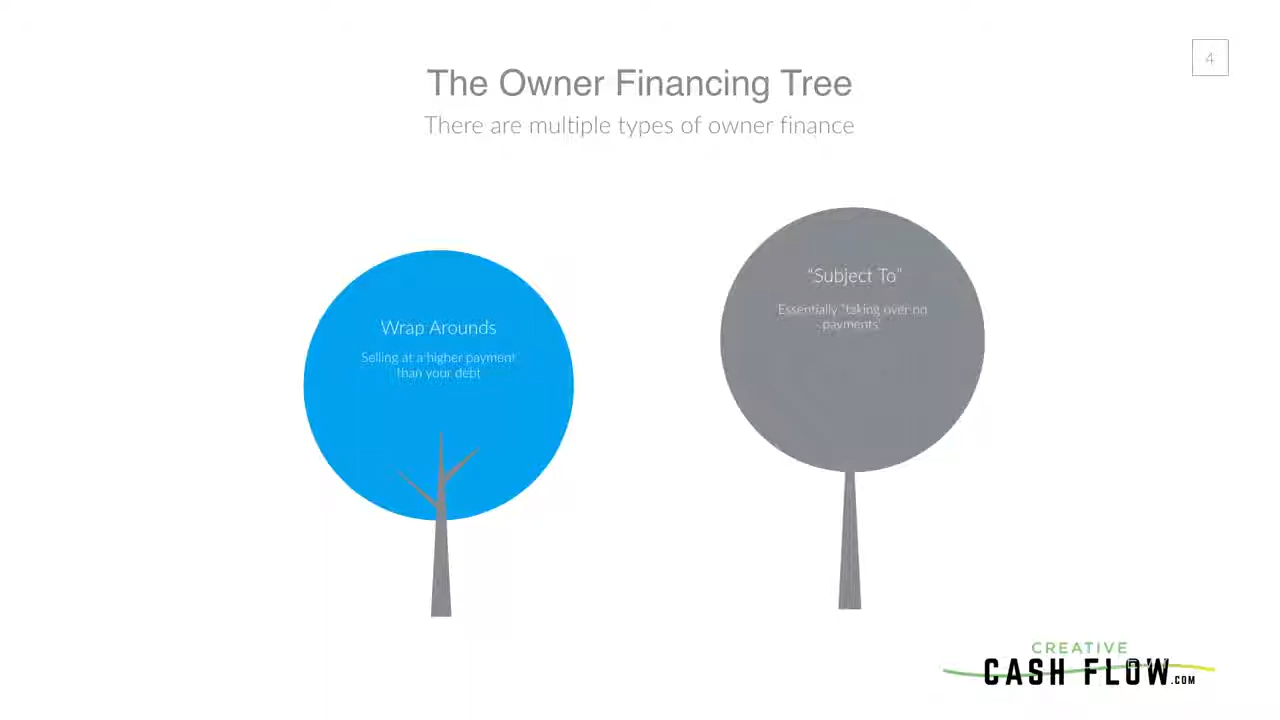 4
The Owner Financing Tree
There are multiple types of owner finance
“Subject To”
Essentially "taking over on
payments"
Wrap Arounds
Selling at a higher payment
than your debt
CREATIVE
CASH FLOW.COM